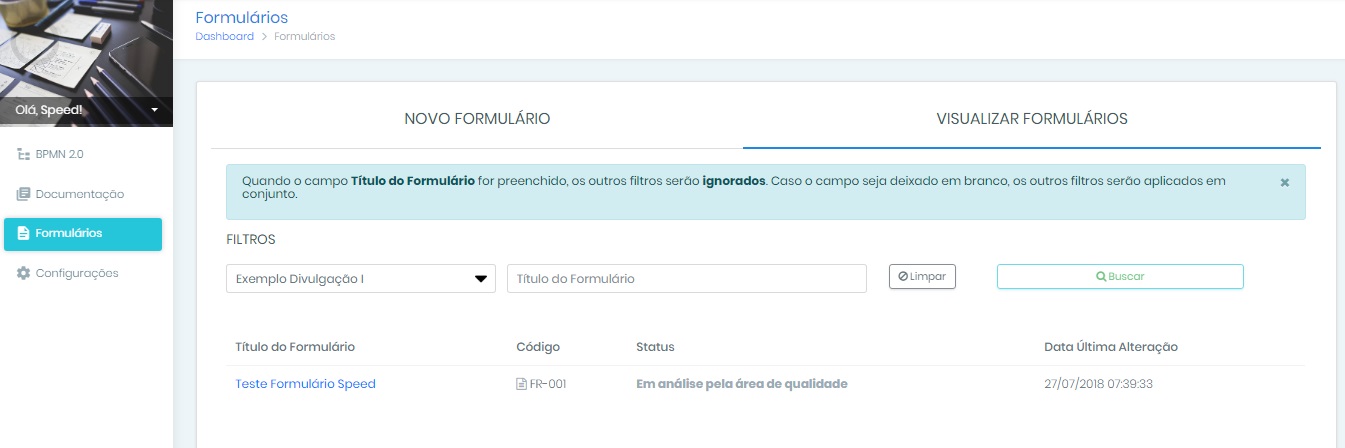 Formulários
Dashboard > Formulários
Olá, Speed!
BPMN 2.0
Documentação
Formulários
Configurações
NOVO FORMULÁRIO
VISUALIZAR FORMULÁRIOS
Quando o campo Título do Formulário for preenchido, os outros filtros serão ignorados. Caso o campo seja deixado em branco, os outros filtros serão aplicados em
conjunto.
×
FILTROS
Exemplo Divulgação I
Título do Formulário
Limpar
Buscar
Título do Formulário Código Status Data Última Alteração
Teste Formulário Speed FR-001 Em análise pela área de qualidade 27/07/2018 07:39:33